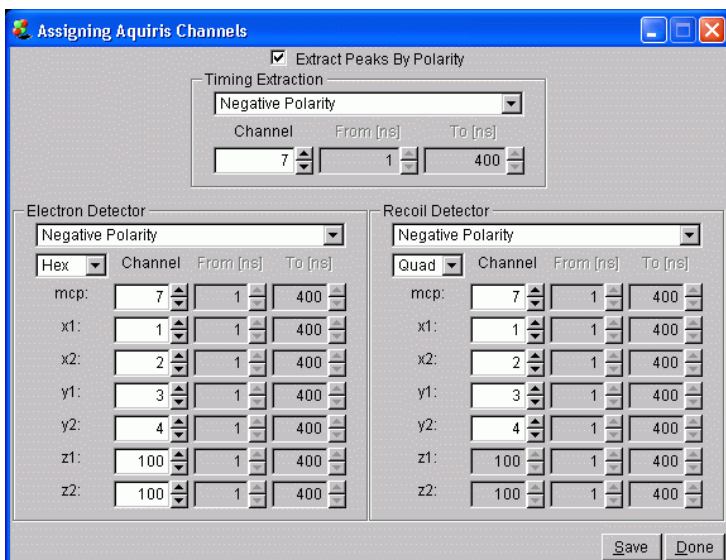 Assigning Aquiris Channels
Extract Peaks By Polarity
Timing Extraction
Negative Polarity
Channel From [ns] To [ns]
7 1 400
Electron Detector
Negative Polarity
Hex Channel From [ns] To [ns]
mcp: 7 1 400
x1: 1 1 400
x2: 2 1 400
y1: 3 1 400
y2: 4 1 400
z1: 100 1 400
z2: 100 1 400
Recoil Detector
Negative Polarity
Quad Channel From [ns] To [ns]
mcp: 7 1 400
x1: 1 1 400
x2: 2 1 400
y1: 3 1 400
y2: 4 1 400
z1: 100 1 400
z2: 100 1 400
Save Done